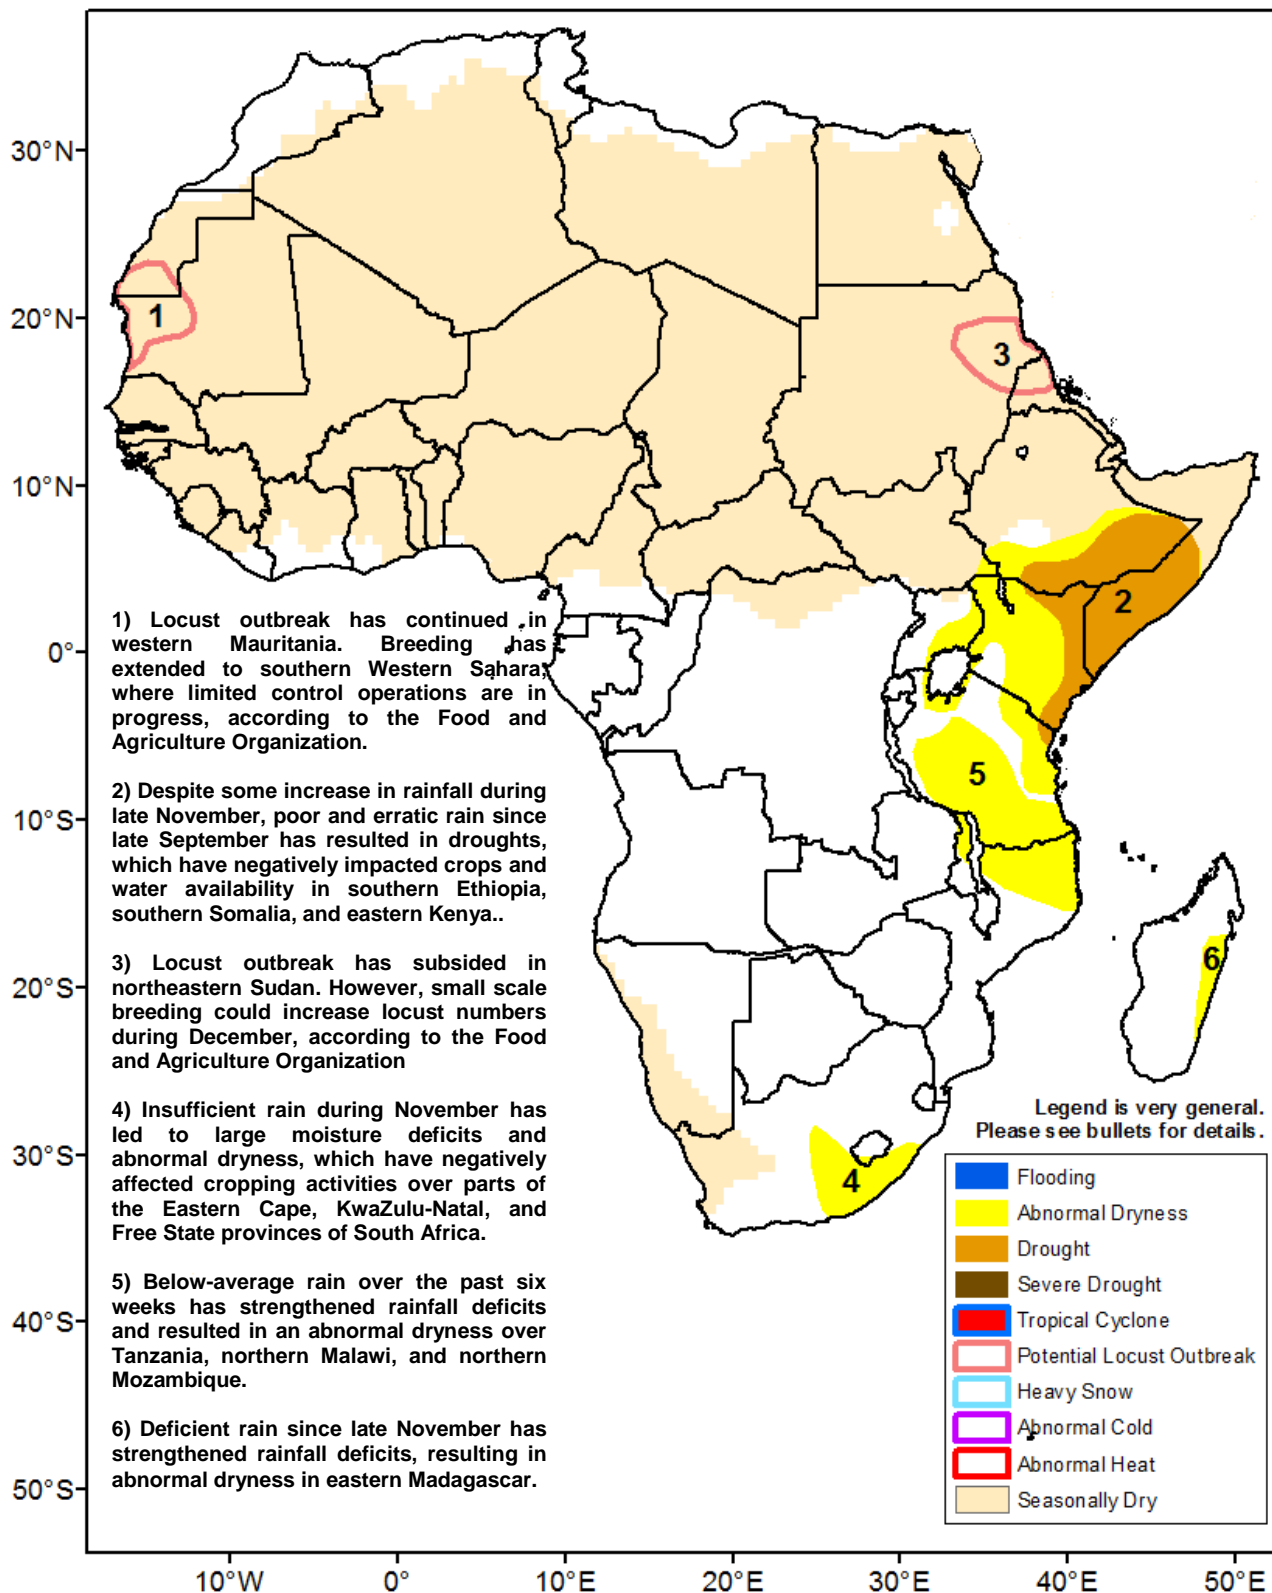 30°N
20°N
10°N
0°
10°S
20°S
30°S
40°S
50°S
1
3
2
5
6
4
1) Locust outbreak has continued in
western Mauritania. Breeding has
extended to southern Western Sahara,
where limited control operations are in
progress, according to the Food and
Agriculture Organization.
2) Despite some increase in rainfall during
late November, poor and erratic rain since
late September has resulted in droughts,
which have negatively impacted crops and
water availability in southern Ethiopia,
southern Somalia, and eastern Kenya..
3) Locust outbreak has subsided in
northeastern Sudan. However, small scale
breeding could increase locust numbers
during December, according to the Food
and Agriculture Organization
4) Insufficient rain during November has
led to large moisture deficits and
abnormal dryness, which have negatively
affected cropping activities over parts of
the Eastern Cape, KwaZulu-Natal, and
Free State provinces of South Africa.
5) Below-average rain over the past six
weeks has strengthened rainfall deficits
and resulted in an abnormal dryness over
Tanzania, northern Malawi, and northern
Mozambique.
6) Deficient rain since late November has
strengthened rainfall deficits, resulting in
abnormal dryness in eastern Madagascar.
Legend is very general.
Please see bullets for details.
Flooding
Abnormal Dryness
Drought
Severe Drought
Tropical Cyclone
Potential Locust Outbreak
Heavy Snow
Abnormal Cold
Abnormal Heat
Seasonally Dry
10°W
0°
10°E
20°E
30°E
40°E
50°E